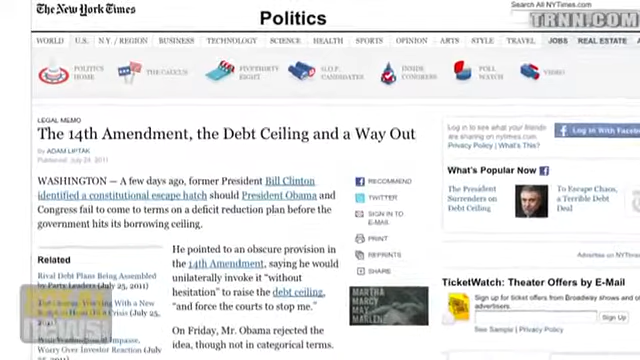 The New York Times
Search All NYTimes.com
TRNN.COM
Politics
WORLD U.S. N.Y. / REGION BUSINESS TECHNOLOGY SCIENCE HEALTH SPORTS OPINION ARTS STYLE TRAVEL JOBS REAL ESTATE
POLITICS HOME
THE CAUCUS
FIVETHIRTYEIGHT
G.O.P. CANDIDATES
INSIDE CONGRESS
POLL WATCH
VIDEO
LEGAL MEMO
The 14th Amendment, the Debt Ceiling and a Way Out
By ADAM LIPTAK
Published: July 24, 2011
WASHINGTON — A few days ago, former President Bill Clinton
identified a constitutional escape hatch should President Obama and
Congress fail to come to terms on a deficit reduction plan before the
government hits its borrowing ceiling.
He pointed to an obscure provision in
the 14th Amendment, saying he would
unilaterally invoke it “without
hesitation” to raise the debt ceiling,
“and force the courts to stop me.”
On Friday, Mr. Obama rejected the
idea, though not in categorical terms.
Related
Rival Debt Plans Being Assembled
by Party Leaders (July 25, 2011)
RECOMMEND
TWITTER
SIGN IN TO
E-MAIL
PRINT
REPRINTS
SHARE
MARTHA
MARCY
MAY
MARLENE
Log in to see what your friends
are sharing on nytimes.com.
Privacy Policy | What's This?
Log in With Faceb
What's Popular Now
The President
Surrenders on
Debt Ceiling
To Escape Chaos,
a Terrible Debt
Deal
Advertise on NYTimes
TicketWatch: Theater Offers by E-Mail
Sign up for ticket offers from Broadway shows and
advertisers.
Sign Up
See Sample | Privacy Policy
NEWS